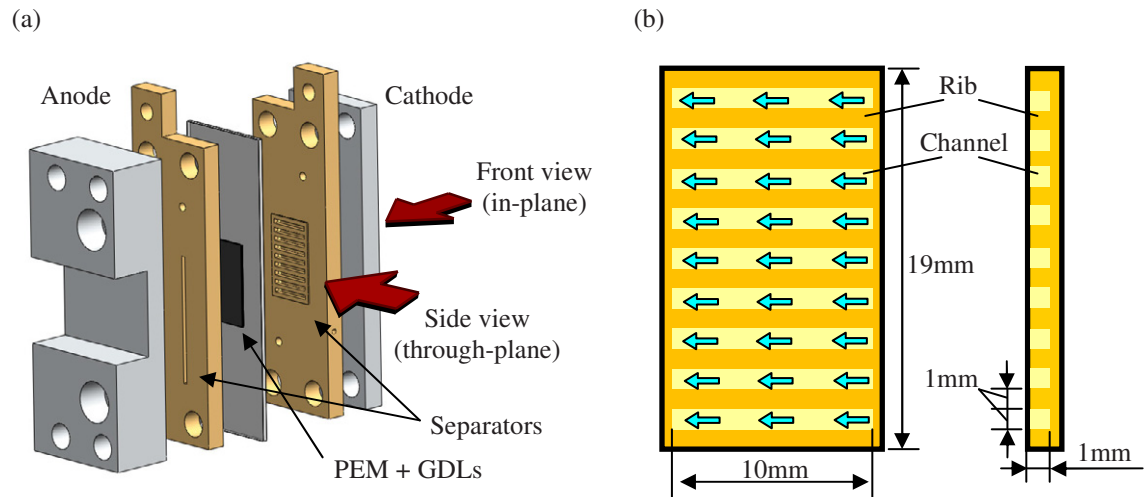 (a)
(b)
Anode
Cathode
Front view
(in-plane)
Side view
(through-plane)
Separators
PEM + GDLs
Rib
Channel
19mm
1mm
10mm
1mm